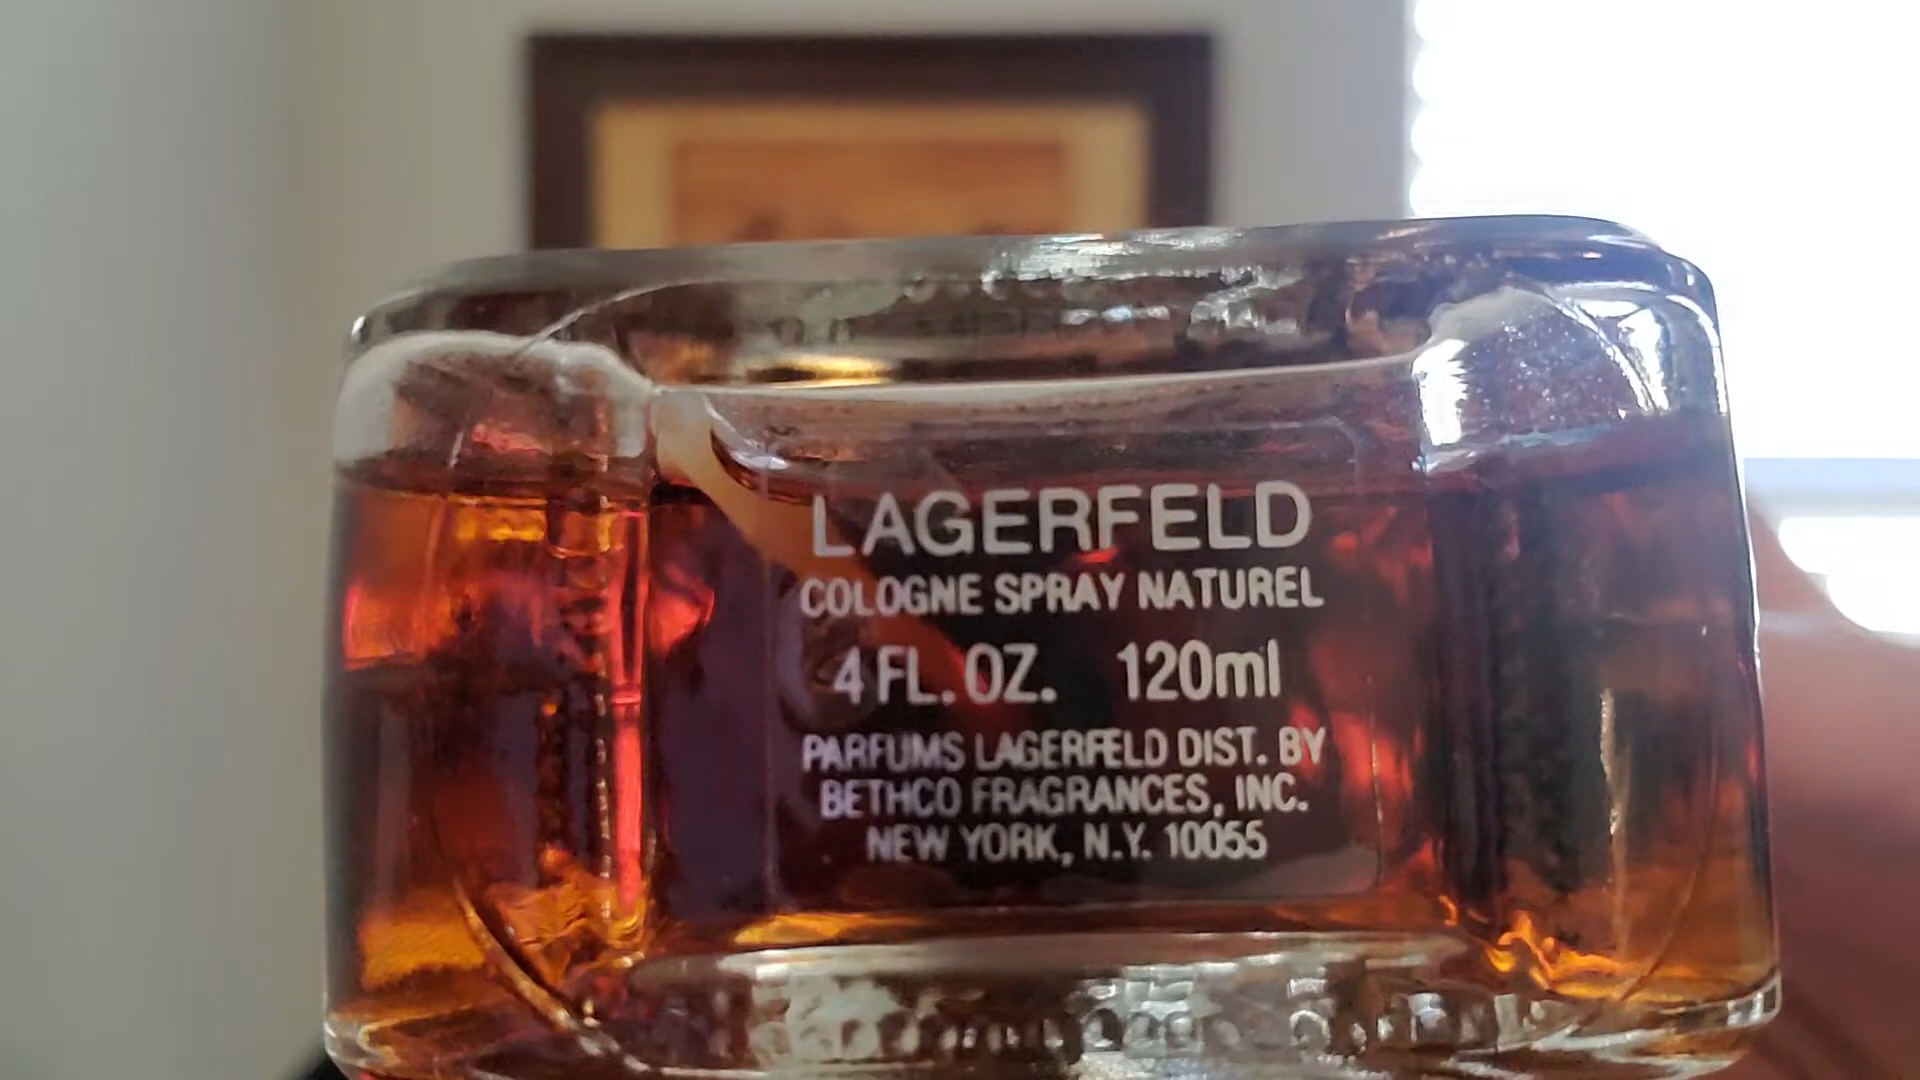 LAGERFELD
COLOGNE SPRAY NATUREL
4 FL. OZ. 120ml
PARFUMS LAGERFELD DIST. BY
BETHCO FRAGRANCES, INC.
NEW YORK, N.Y. 10055